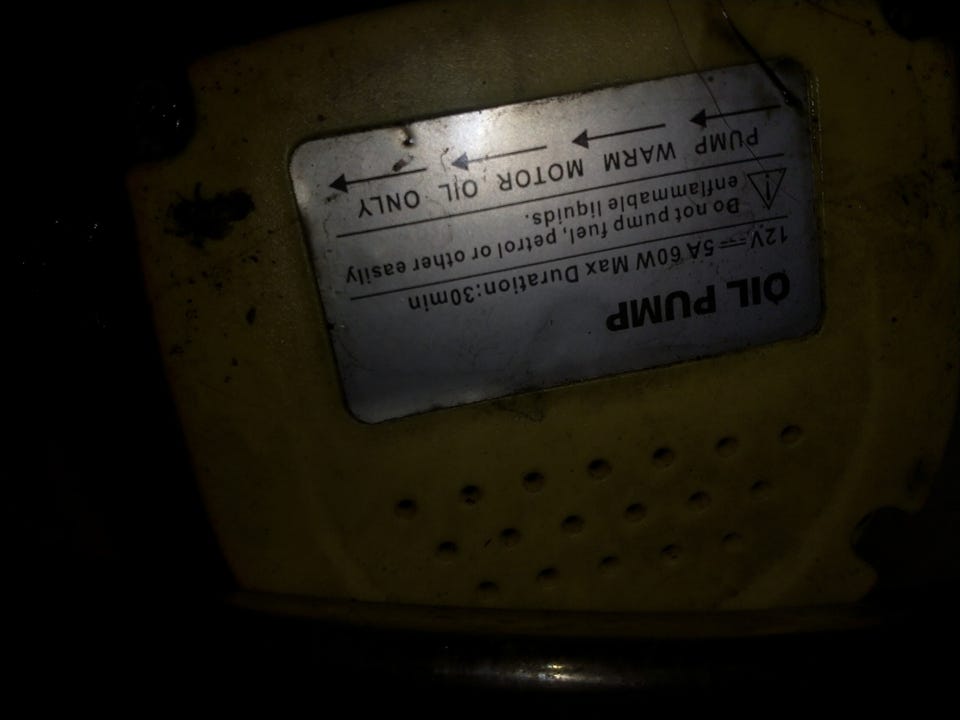 OIL PUMP
12V⎓5A 60W Max Duration:30min
Do not pump fuel, petrol or other easily
enflammable liquids.
PUMP WARM MOTOR OIL ONLY